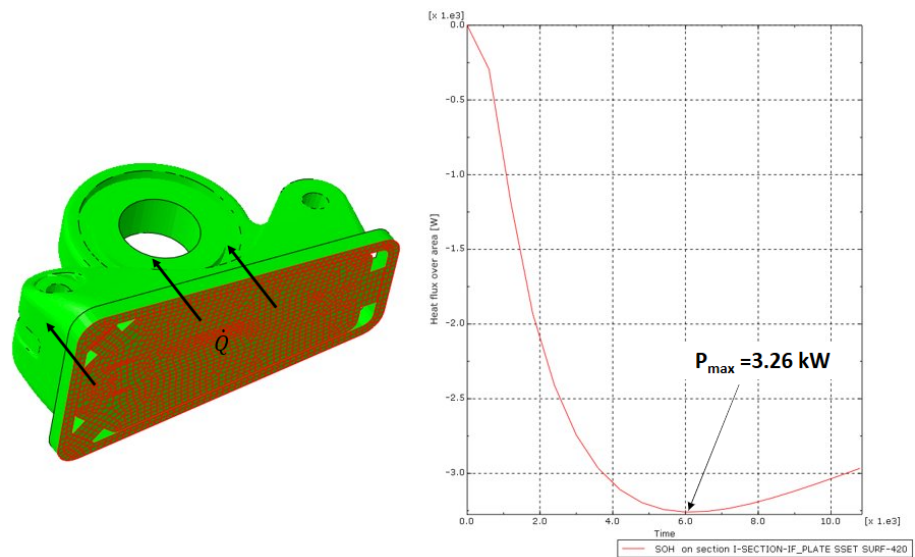 [x 1.e3]
0.0
-0.5
-1.0
-1.5
-2.0
-2.5
-3.0
Heat flux over area [W]
Q̇
Pmax =3.26 kW
0.0 2.0 4.0 6.0 8.0 10.0 [x 1.e3]
Time
SOH on section I-SECTION-IF_PLATE SSET SURF-420